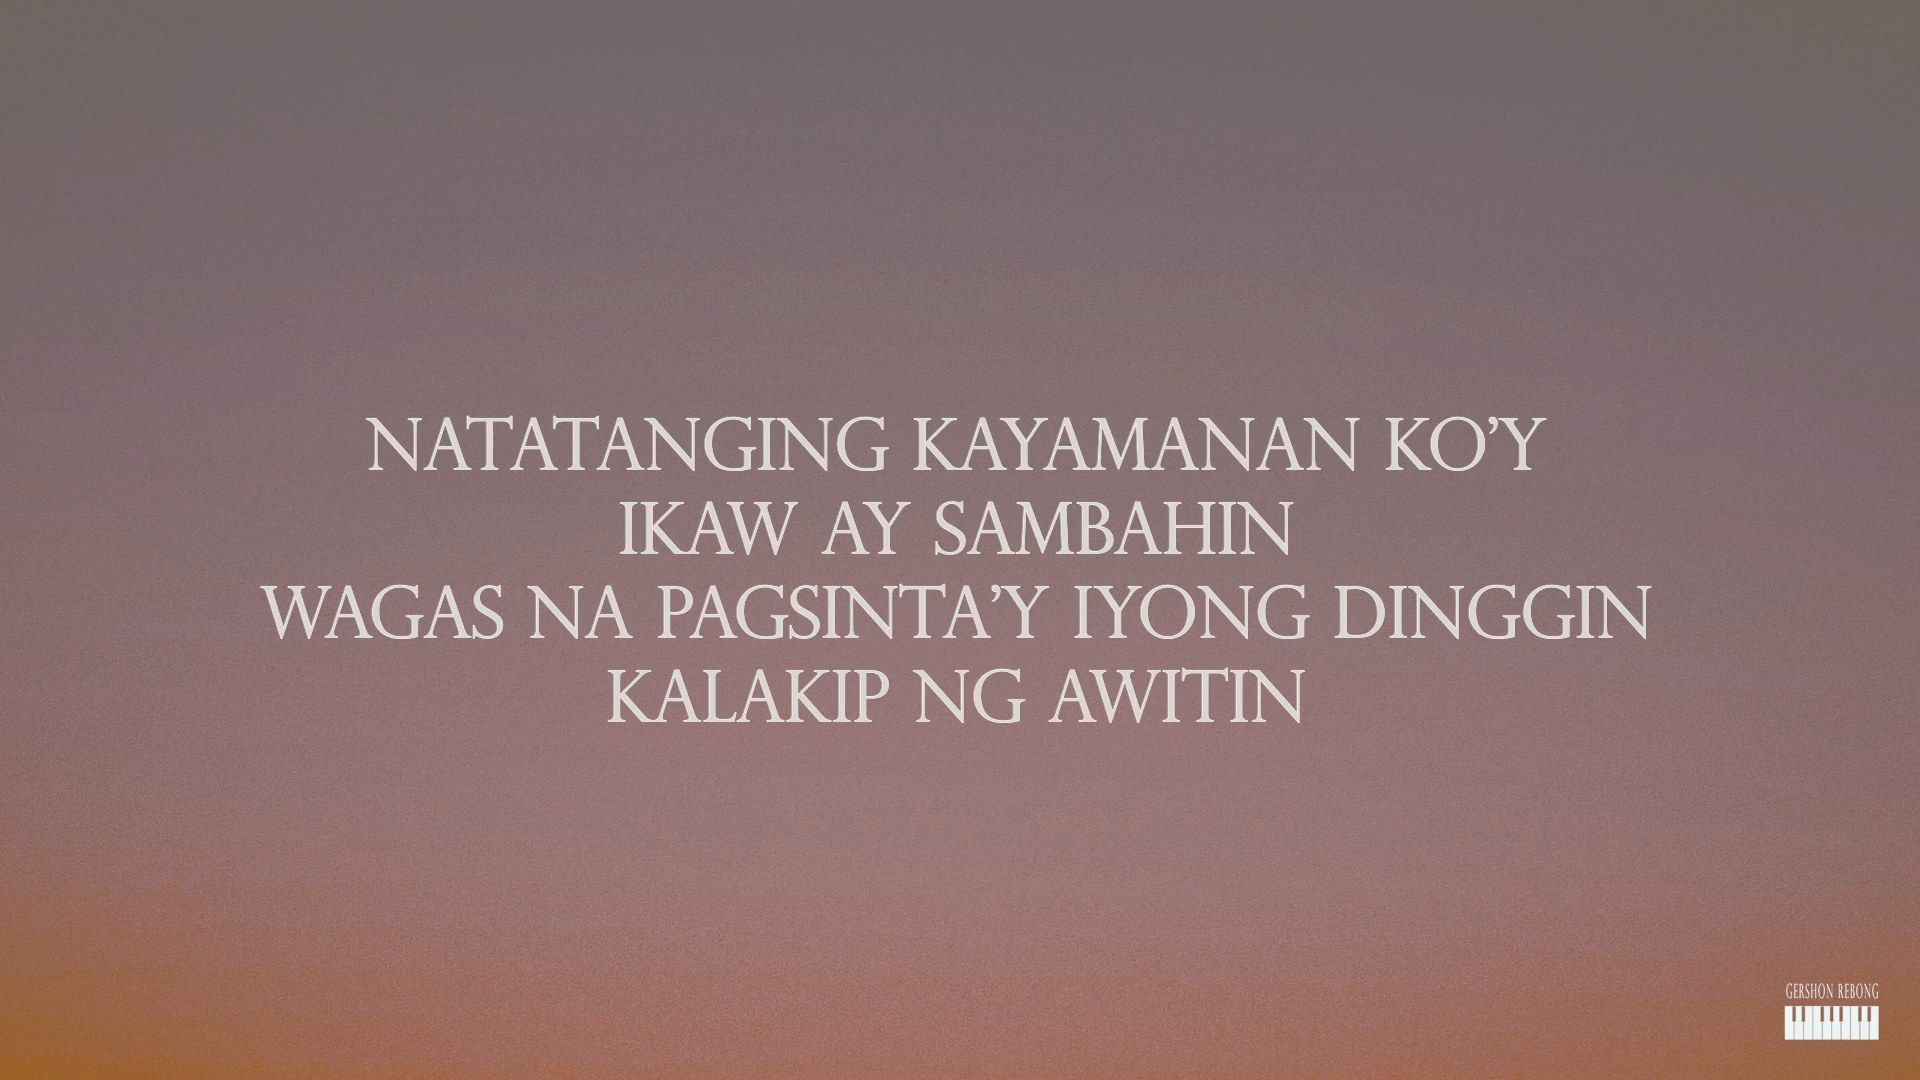 NATATANGING KAYAMANAN KO’Y
IKAW AY SAMBAHIN
WAGAS NA PAGSINTA’Y IYONG DINGGIN
KALAKIP NG AWITIN
GERSHON REBONG